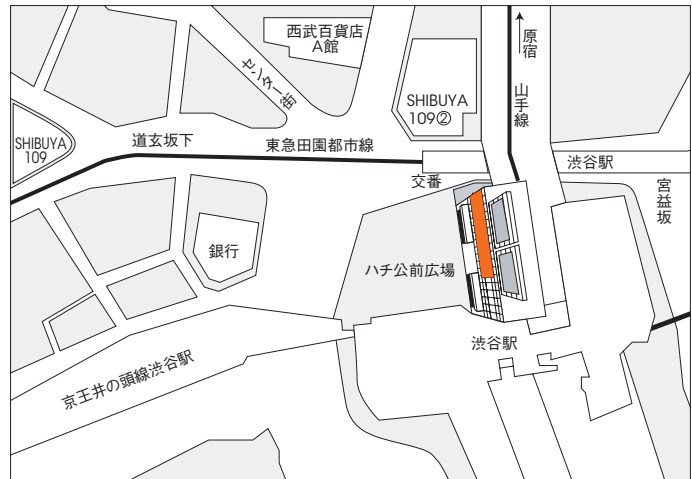 西武百貨店
A館
原宿
センター街
山手線
SHIBUYA
109②
SHIBUYA
109
道玄坂下
東急田園都市線
渋谷駅
交番
宮益坂
銀行
ハチ公前広場
渋谷駅
京王井の頭線渋谷駅